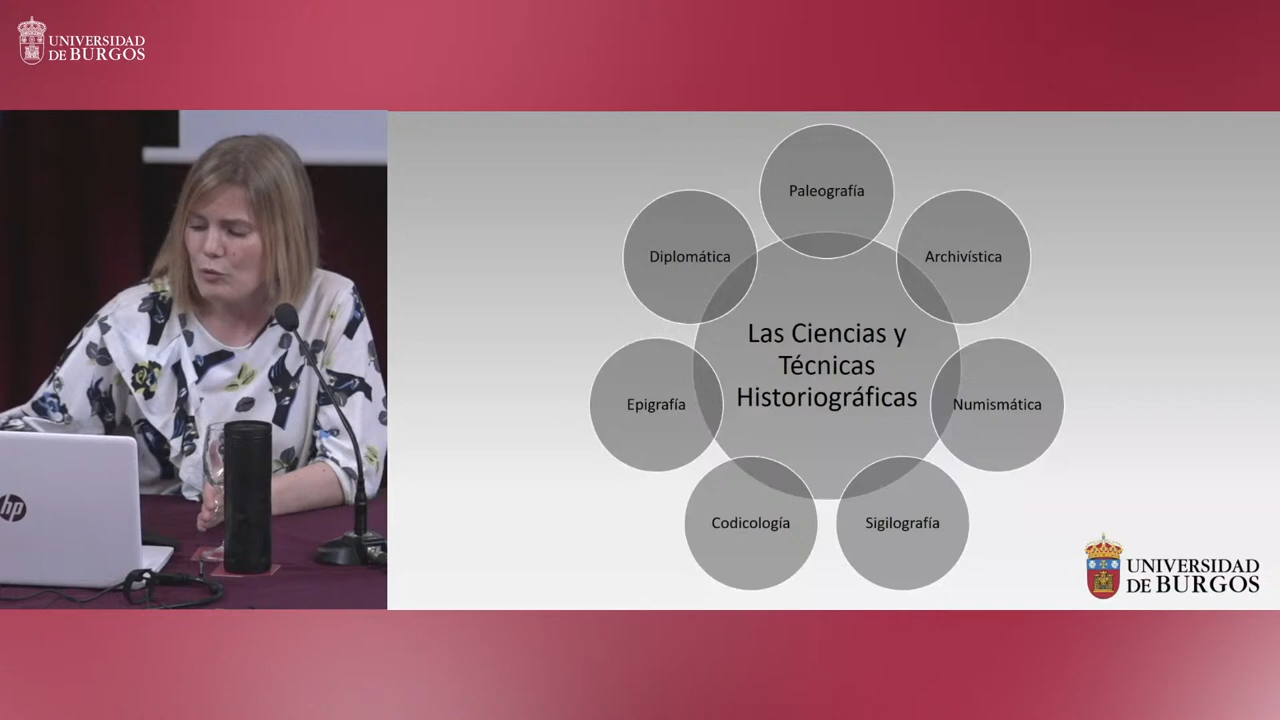 UNIVERSIDAD
DE BURGOS
Paleografía
Diplomática
Archivística
Las Ciencias y
Técnicas
Historiográficas
Epigrafía
Numismática
Codicología
Sigilografía
hp
UNIVERSIDAD
DE BURGOS